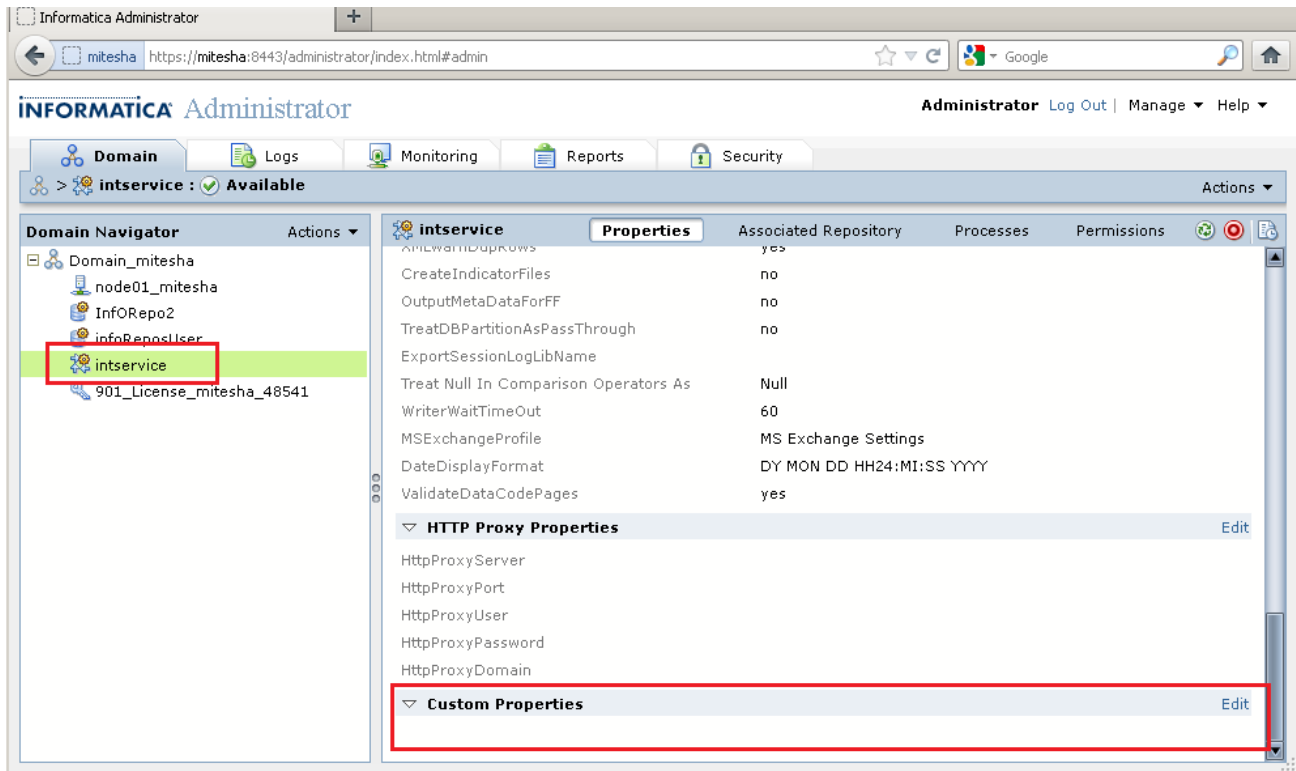 Informatica Administrator +
mitesha https://mitesha:8443/administrator/index.html#admin Google
INFORMATICA Administrator Administrator Log Out | Manage Help
Domain Logs Monitoring Reports Security
> intservice : Available Actions
Domain Navigator Actions
Domain_mitesha
node01_mitesha
InfORepo2
infoReposUser
intservice
901_License_mitesha_48541
intservice Properties Associated Repository Processes Permissions
XMLWarnDupRows yes
CreateIndicatorFiles no
OutputMetaDataForFF no
TreatDBPartitionAsPassThrough no
ExportSessionLogLibName
Treat Null In Comparison Operators As Null
WriterWaitTimeOut 60
MSExchangeProfile MS Exchange Settings
DateDisplayFormat DY MON DD HH24:MI:SS YYYY
ValidateDataCodePages yes
HTTP Proxy Properties Edit
HttpProxyServer
HttpProxyPort
HttpProxyUser
HttpProxyPassword
HttpProxyDomain
Custom Properties Edit